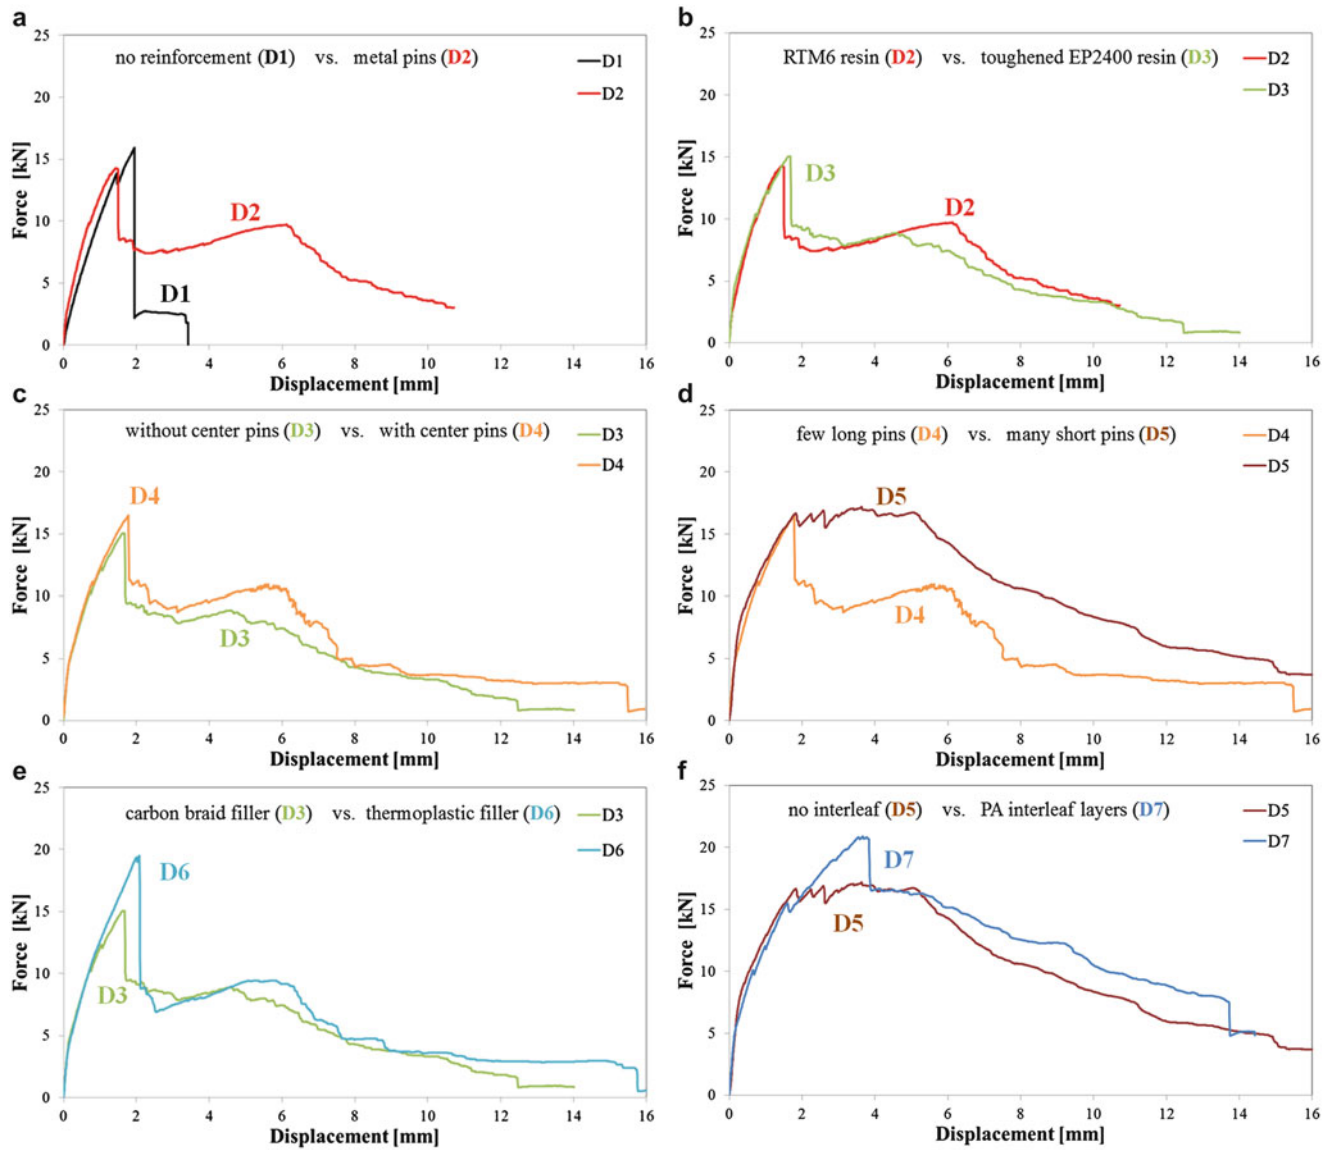 a
no reinforcement (D1) vs. metal pins (D2)
D1
D2
Force [kN]
25
20
15
10
5
0
D2
D1
0 2 4 6 8 10 12 14 16
Displacement [mm]
b
RTM6 resin (D2) vs. toughened EP2400 resin (D3)
D2
D3
Force [kN]
25
20
15
10
5
0
D3
D2
0 2 4 6 8 10 12 14 16
Displacement [mm]
c
without center pins (D3) vs. with center pins (D4)
D3
D4
Force [kN]
25
20
15
10
5
0
D4
D3
0 2 4 6 8 10 12 14 16
Displacement [mm]
d
few long pins (D4) vs. many short pins (D5)
D4
D5
Force [kN]
25
20
15
10
5
0
D5
D4
0 2 4 6 8 10 12 14 16
Displacement [mm]
e
carbon braid filler (D3) vs. thermoplastic filler (D6)
D3
D6
Force [kN]
25
20
15
10
5
0
D6
D3
0 2 4 6 8 10 12 14 16
Displacement [mm]
f
no interleaf (D5) vs. PA interleaf layers (D7)
D5
D7
Force [kN]
25
20
15
10
5
0
D7
D5
0 2 4 6 8 10 12 14 16
Displacement [mm]